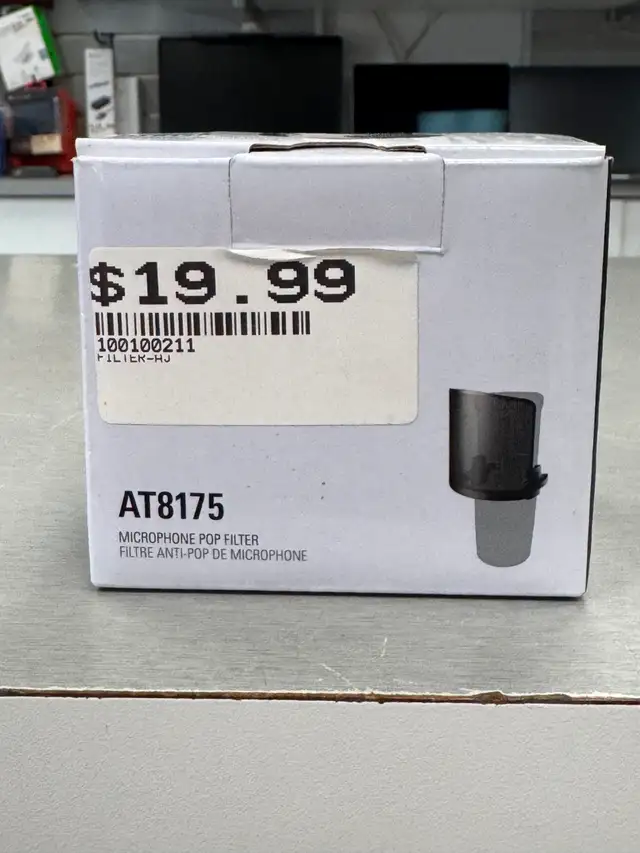 $19.99
100100211
FILTER-AJ
AT8175
MICROPHONE POP FILTER
FILTRE ANTI-POP DE MICROPHONE